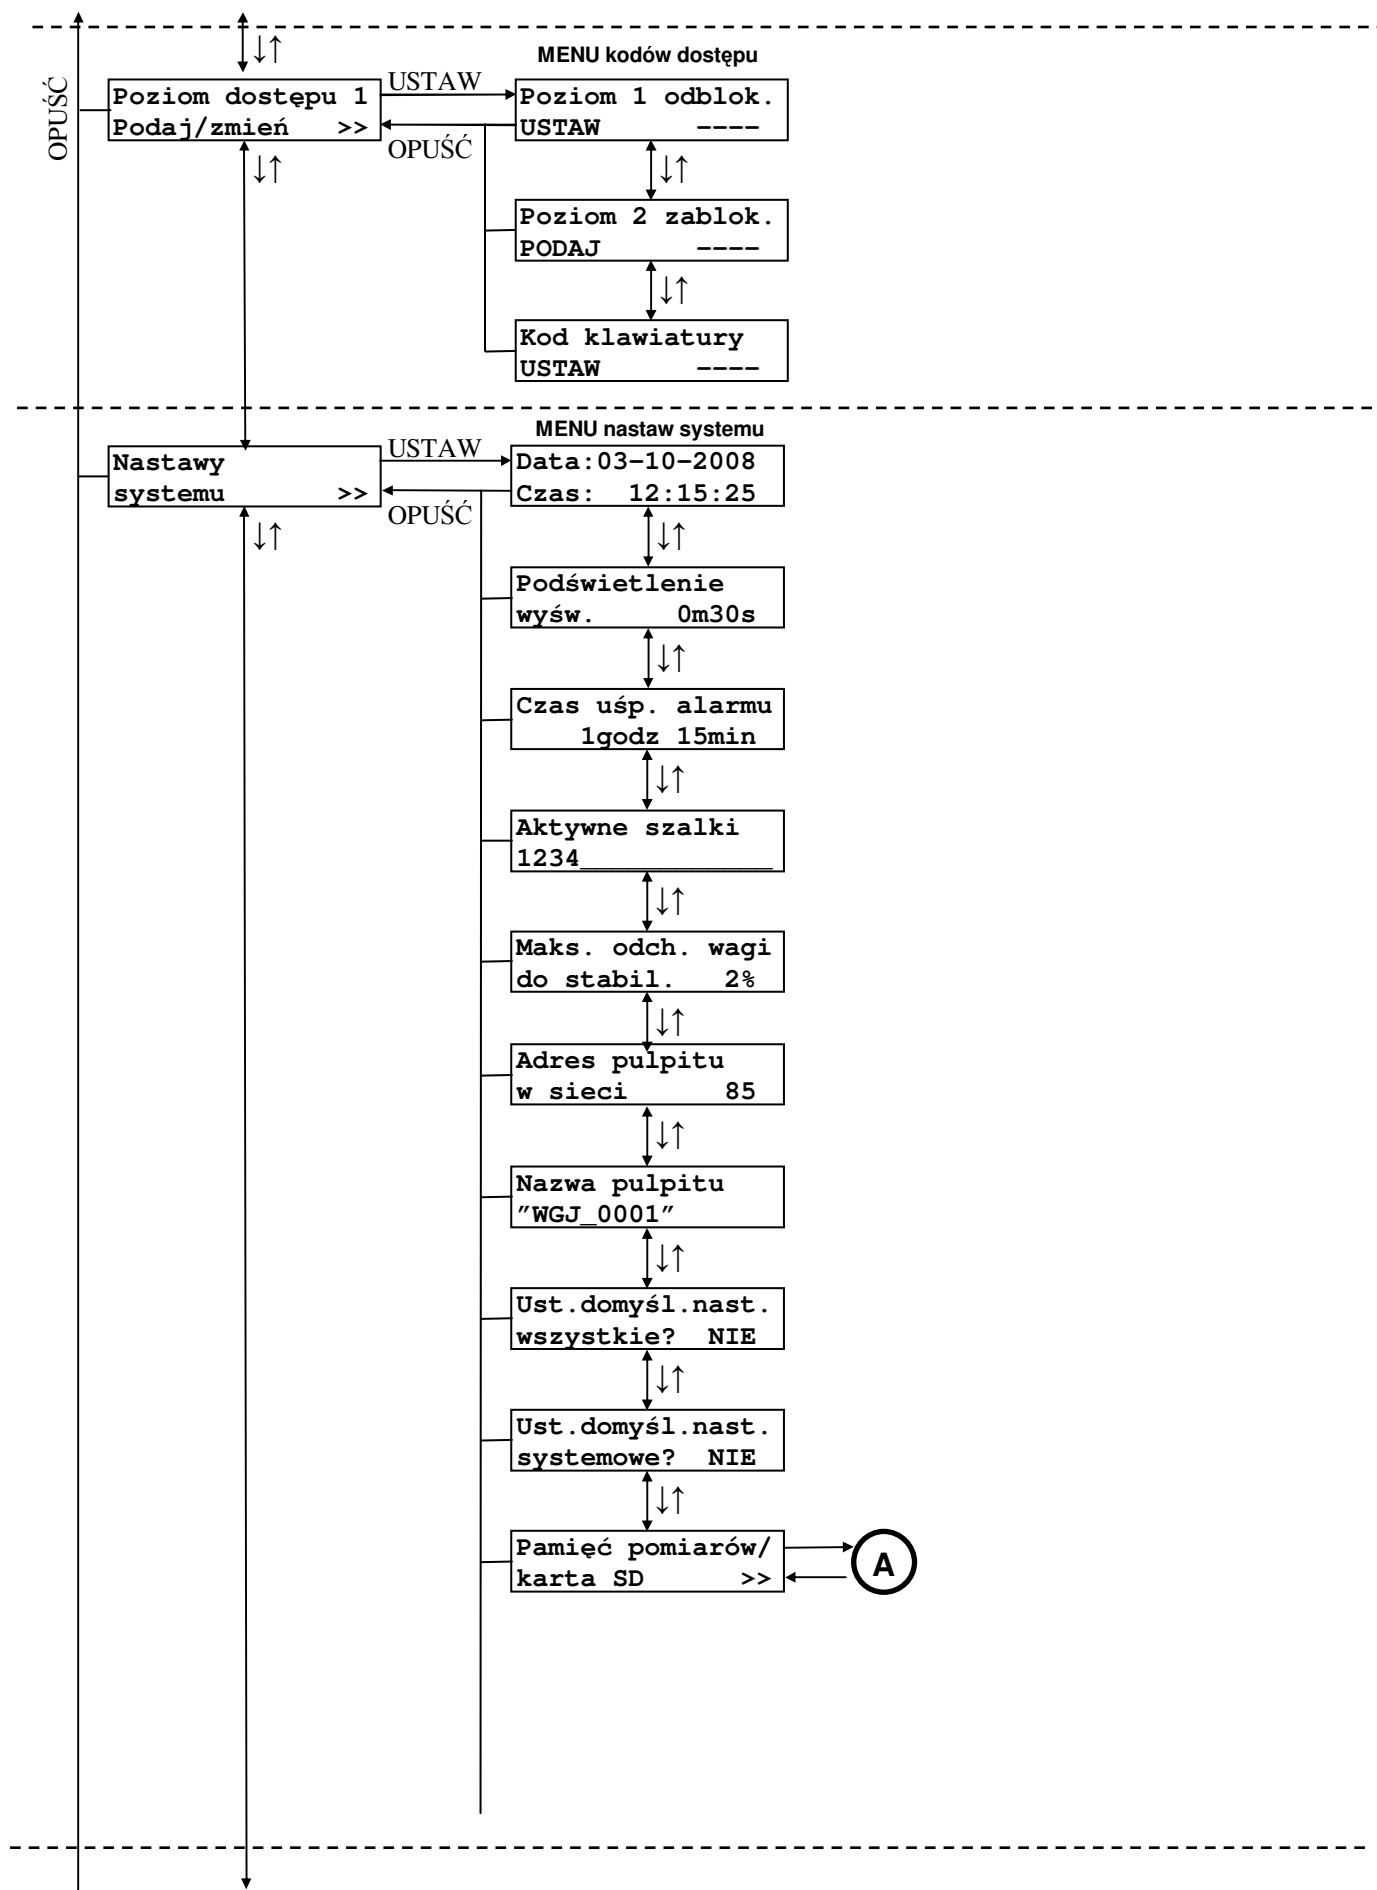 ↓↑
MENU kodów dostępu
OPUŚĆ
Poziom dostępu 1
Podaj/zmień >>
USTAW
OPUŚĆ
Poziom 1 odblok.
USTAW ----
↓↑
↓↑
Poziom 2 zablok.
PODAJ ----
↓↑
Kod klawiatury
USTAW ----
MENU nastaw systemu
Nastawy
systemu >>
USTAW
OPUŚĆ
Data:03-10-2008
Czas: 12:15:25
↓↑
↓↑
Podświetlenie
wyśw. 0m30s
↓↑
Czas uśp. alarmu
1godz 15min
↓↑
Aktywne szalki
1234____________
↓↑
Maks. odch. wagi
do stabil. 2%
↓↑
Adres pulpitu
w sieci 85
↓↑
Nazwa pulpitu
″WGJ_0001″
↓↑
Ust.domyśl.nast.
wszystkie? NIE
↓↑
Ust.domyśl.nast.
systemowe? NIE
↓↑
Pamięć pomiarów/
karta SD >>
A